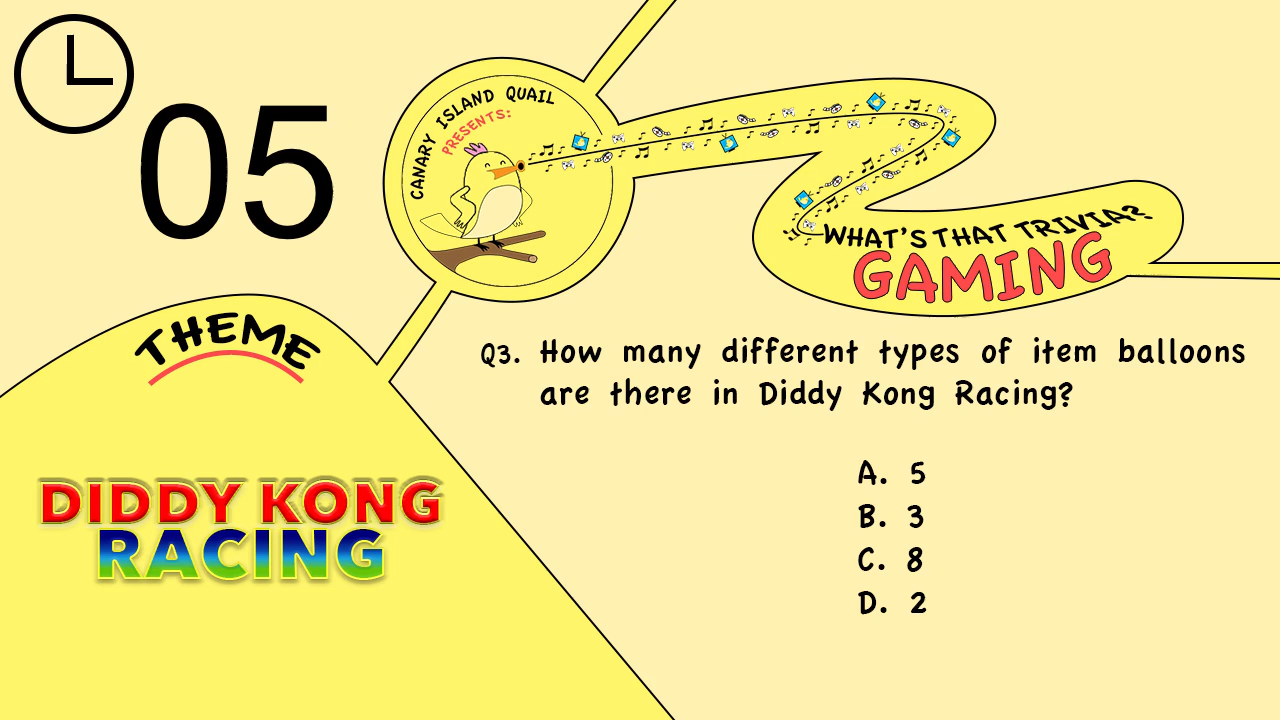 05
CANARY ISLAND QUAIL
PRESENTS:
WHAT'S THAT TRIVIA?
GAMING
THEME
DIDDY KONG
RACING
Q3. How many different types of item balloons
are there in Diddy Kong Racing?
A. 5
B. 3
C. 8
D. 2